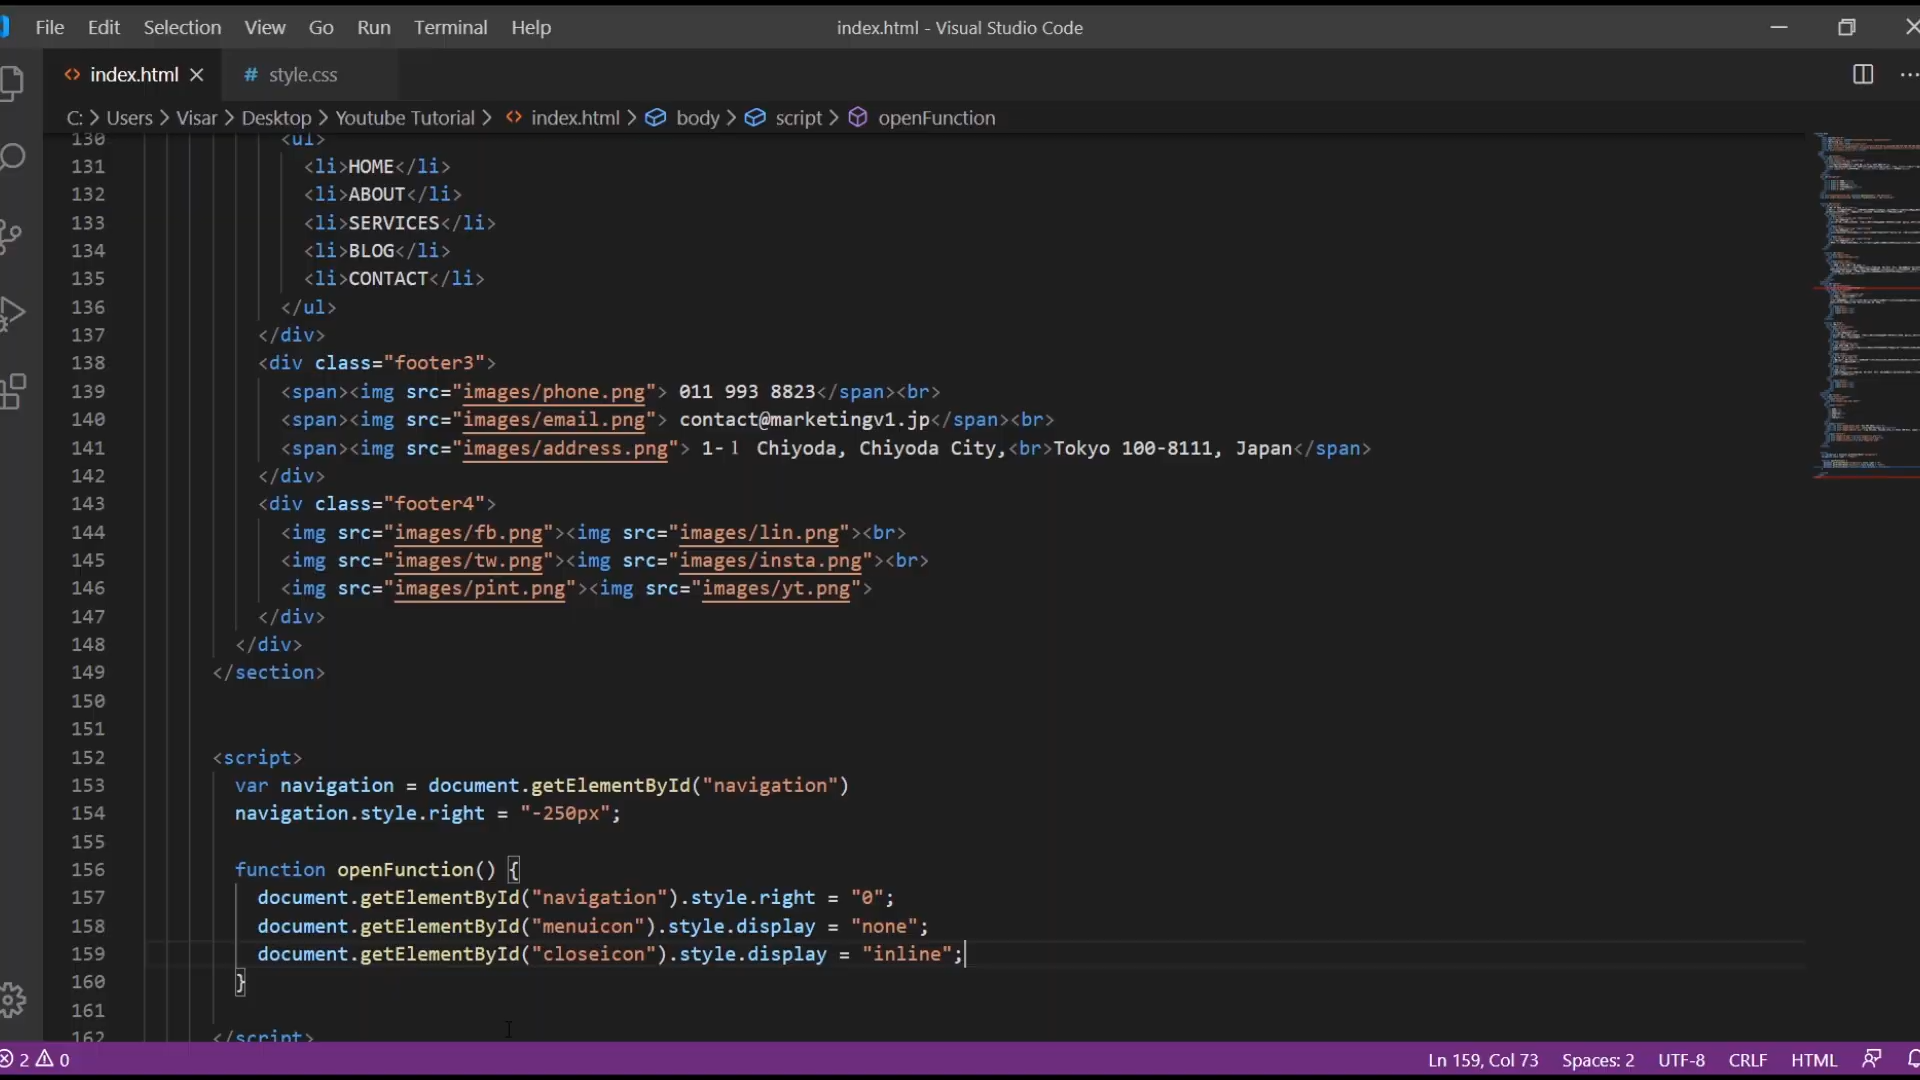 File Edit Selection View Go Run Terminal Help index.html - Visual Studio Code
index.html # style.css
C: > Users > Visar > Desktop > Youtube Tutorial > index.html > body > script > openFunction
130 <ul>
131 <li>HOME</li>
132 <li>ABOUT</li>
133 <li>SERVICES</li>
134 <li>BLOG</li>
135 <li>CONTACT</li>
136 </ul>
137 </div>
138 <div class="footer3">
139 <span><img src="images/phone.png"> 011 993 8823</span><br>
140 <span><img src="images/email.png"> contact@marketingv1.jp</span><br>
141 <span><img src="images/address.png"> 1-1 Chiyoda, Chiyoda City,<br>Tokyo 100-8111, Japan</span>
142 </div>
143 <div class="footer4">
144 <img src="images/fb.png"><img src="images/lin.png"><br>
145 <img src="images/tw.png"><img src="images/insta.png"><br>
146 <img src="images/pint.png"><img src="images/yt.png">
147 </div>
148 </div>
149 </section>
150
151
152 <script>
153 var navigation = document.getElementById("navigation")
154 navigation.style.right = "-250px";
155
156 function openFunction() {
157 document.getElementById("navigation").style.right = "0";
158 document.getElementById("menuicon").style.display = "none";
159 document.getElementById("closeicon").style.display = "inline";
160 }
161
162 </script>
2 0 Ln 159, Col 73 Spaces: 2 UTF-8 CRLF HTML